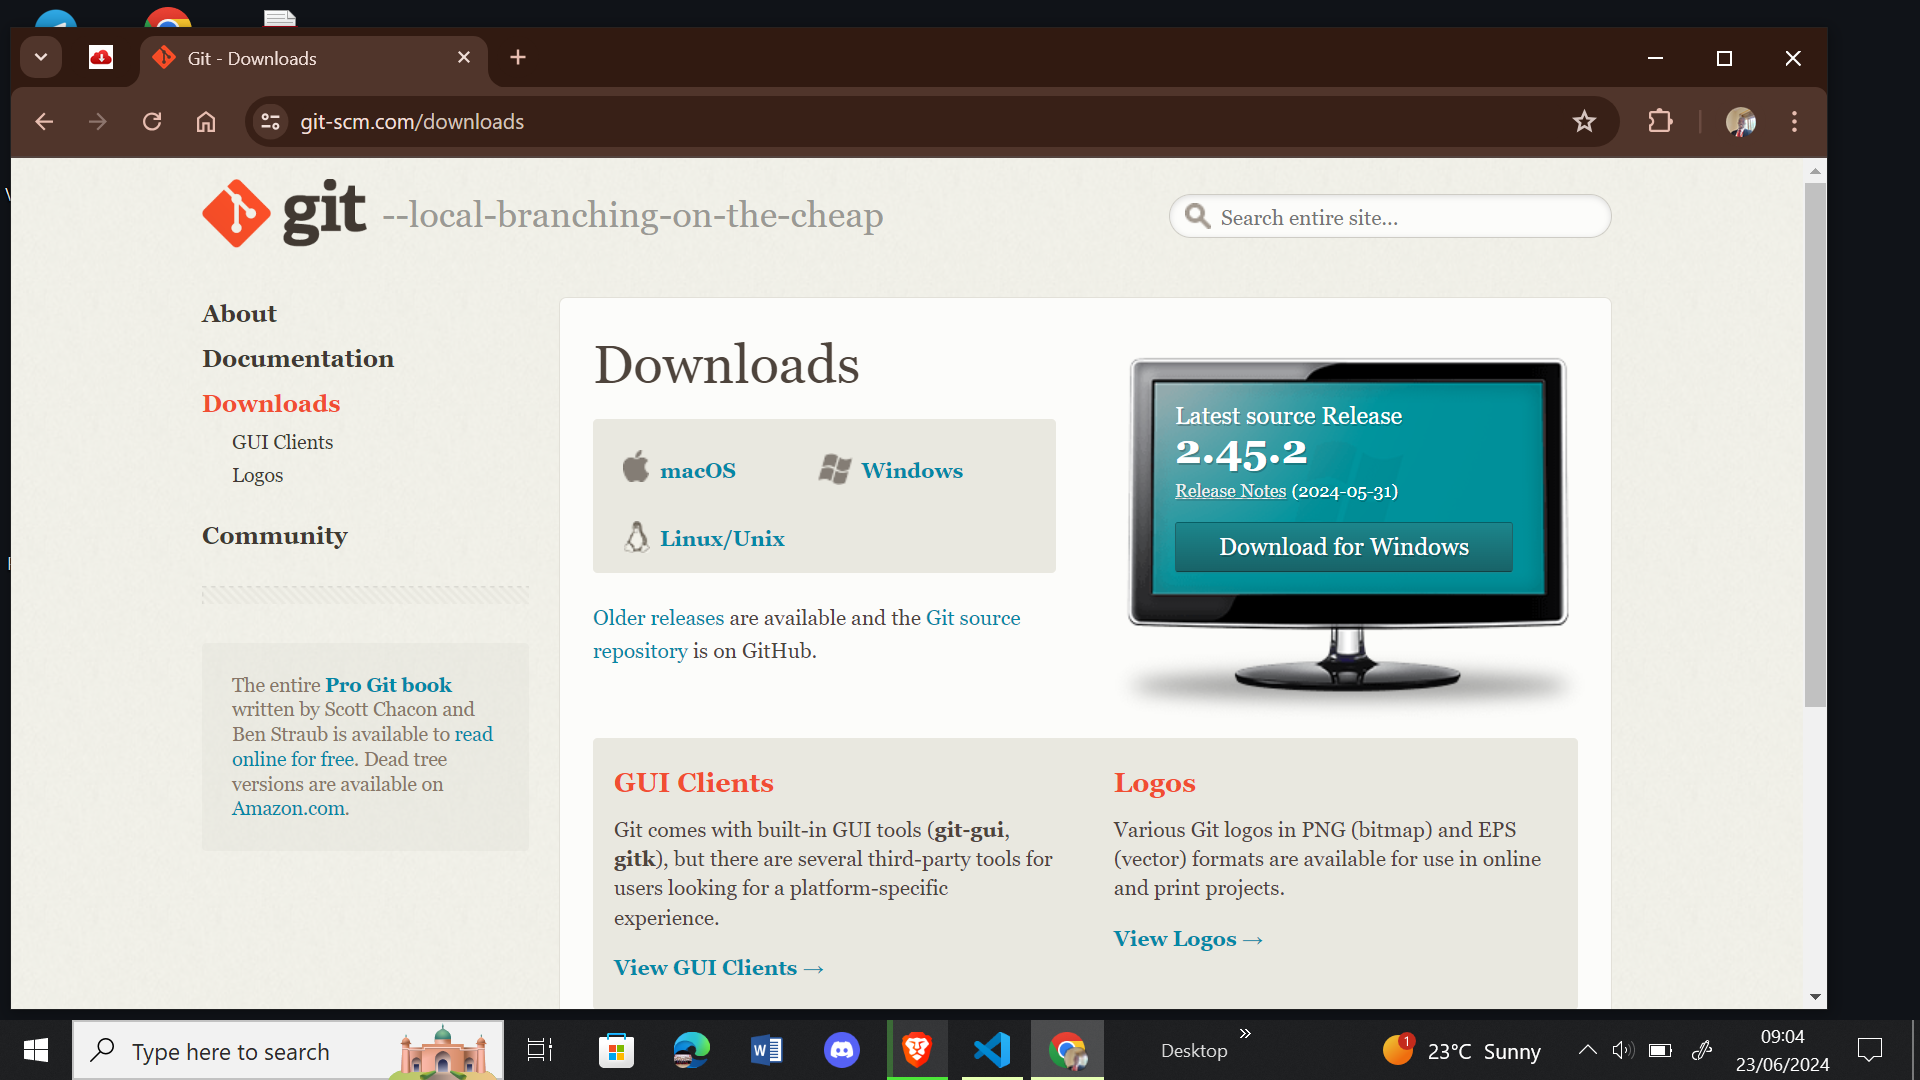 Git - Downloads
git-scm.com/downloads
git --local-branching-on-the-cheap
Search entire site...
About
Documentation
Downloads
GUI Clients
Logos
Community
The entire Pro Git book
written by Scott Chacon and
Ben Straub is available to read
online for free. Dead tree
versions are available on
Amazon.com.
Downloads
macOS
Windows
Linux/Unix
Older releases are available and the Git source
repository is on GitHub.
Latest source Release
2.45.2
Release Notes (2024-05-31)
Download for Windows
GUI Clients
Git comes with built-in GUI tools (git-gui,
gitk), but there are several third-party tools for
users looking for a platform-specific
experience.
View GUI Clients →
Logos
Various Git logos in PNG (bitmap) and EPS
(vector) formats are available for use in online
and print projects.
View Logos →
Type here to search
W
Desktop
»
1
23°C Sunny
09:04
23/06/2024